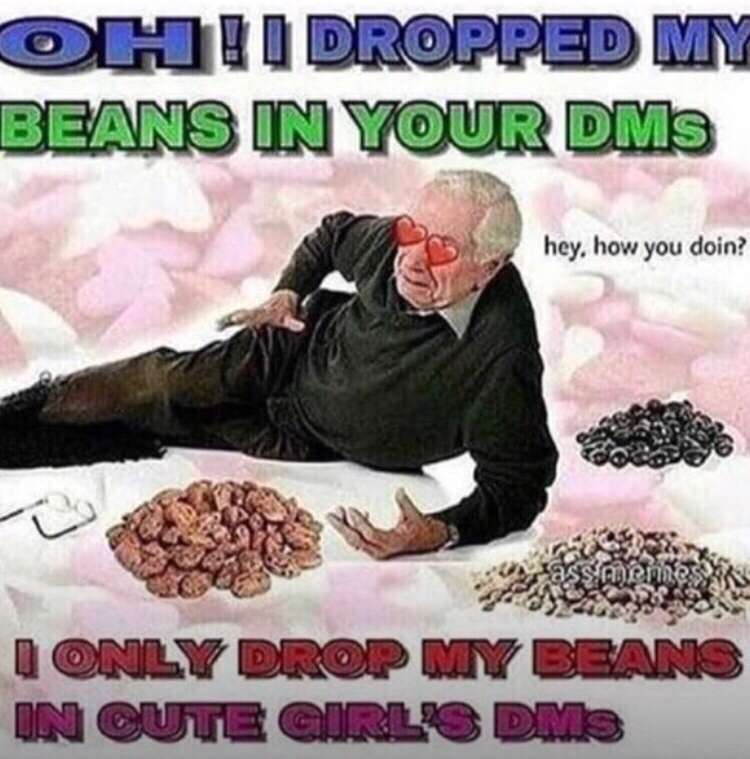 OH! I DROPPED MY
BEANS IN YOUR DMs
hey, how you doin?
assmemes
I ONLY DROP MY BEANS
IN CUTE GIRL'S DMs